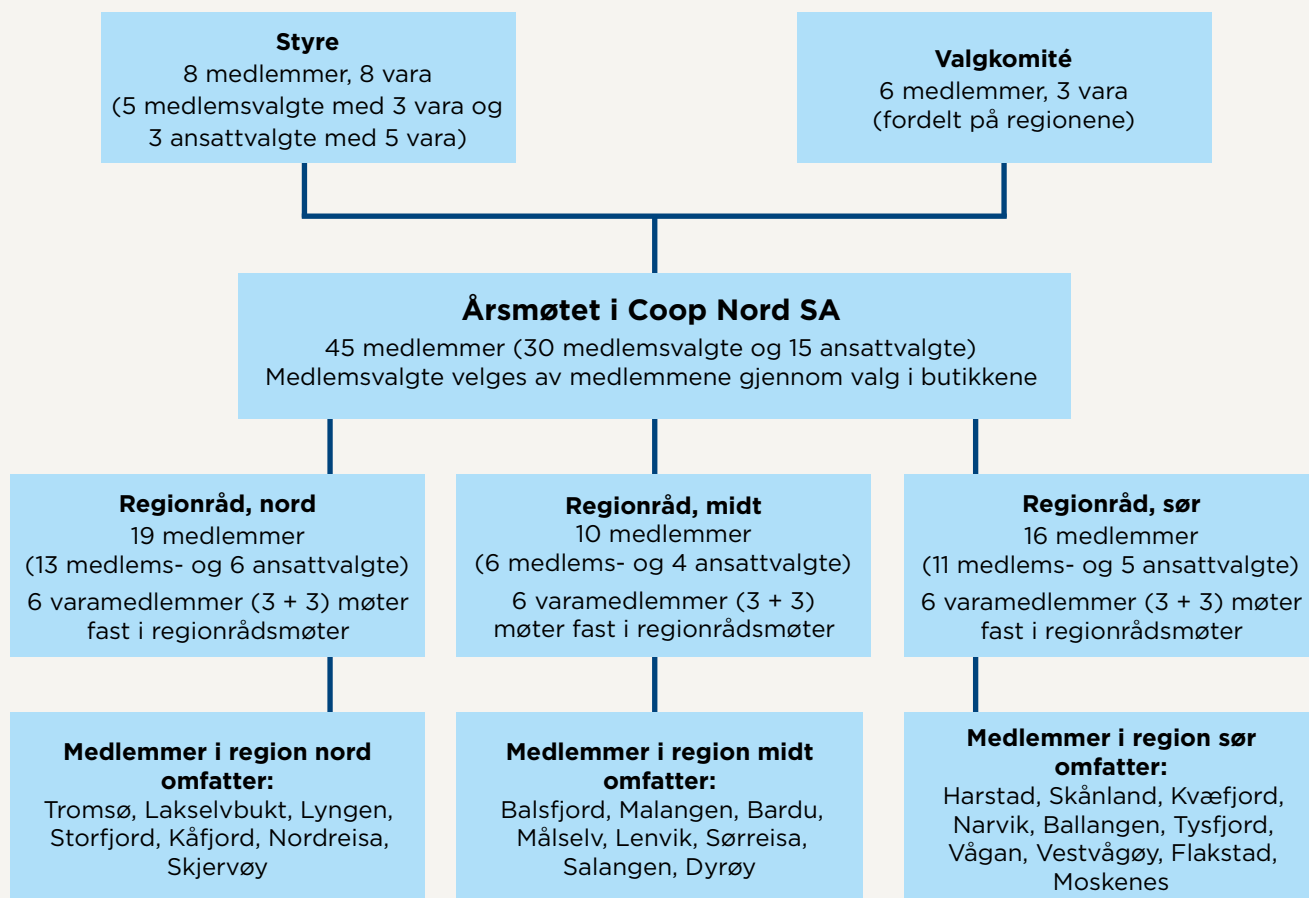 Styre
8 medlemmer, 8 vara
(5 medlemsvalgte med 3 vara og
3 ansattvalgte med 5 vara)
Valgkomité
6 medlemmer, 3 vara
(fordelt på regionene)
Årsmøtet i Coop Nord SA
45 medlemmer (30 medlemsvalgte og 15 ansattvalgte)
Medlemsvalgte velges av medlemmene gjennom valg i butikkene
Regionråd, nord
19 medlemmer
(13 medlems- og 6 ansattvalgte)
6 varamedlemmer (3 + 3) møter
fast i regionrådsmøter
Regionråd, midt
10 medlemmer
(6 medlems- og 4 ansattvalgte)
6 varamedlemmer (3 + 3)
møter fast i regionrådsmøter
Regionråd, sør
16 medlemmer
(11 medlems- og 5 ansattvalgte)
6 varamedlemmer (3 + 3) møter
fast i regionrådsmøter
Medlemmer i region nord
omfatter:
Tromsø, Lakselvbukt, Lyngen,
Storfjord, Kåfjord, Nordreisa,
Skjervøy
Medlemmer i region midt
omfatter:
Balsfjord, Malangen, Bardu,
Målselv, Lenvik, Sørreisa,
Salangen, Dyrøy
Medlemmer i region sør
omfatter:
Harstad, Skånland, Kvæfjord,
Narvik, Ballangen, Tysfjord,
Vågan, Vestvågøy, Flakstad,
Moskenes